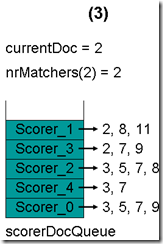 (3)
currentDoc = 2
nrMatchers(2) = 2
Scorer_1 2, 8, 11
Scorer_3 2, 7, 9
Scorer_2 3, 5, 7, 8
Scorer_4 3, 7
Scorer_0 3, 5, 7, 9
scorerDocQueue